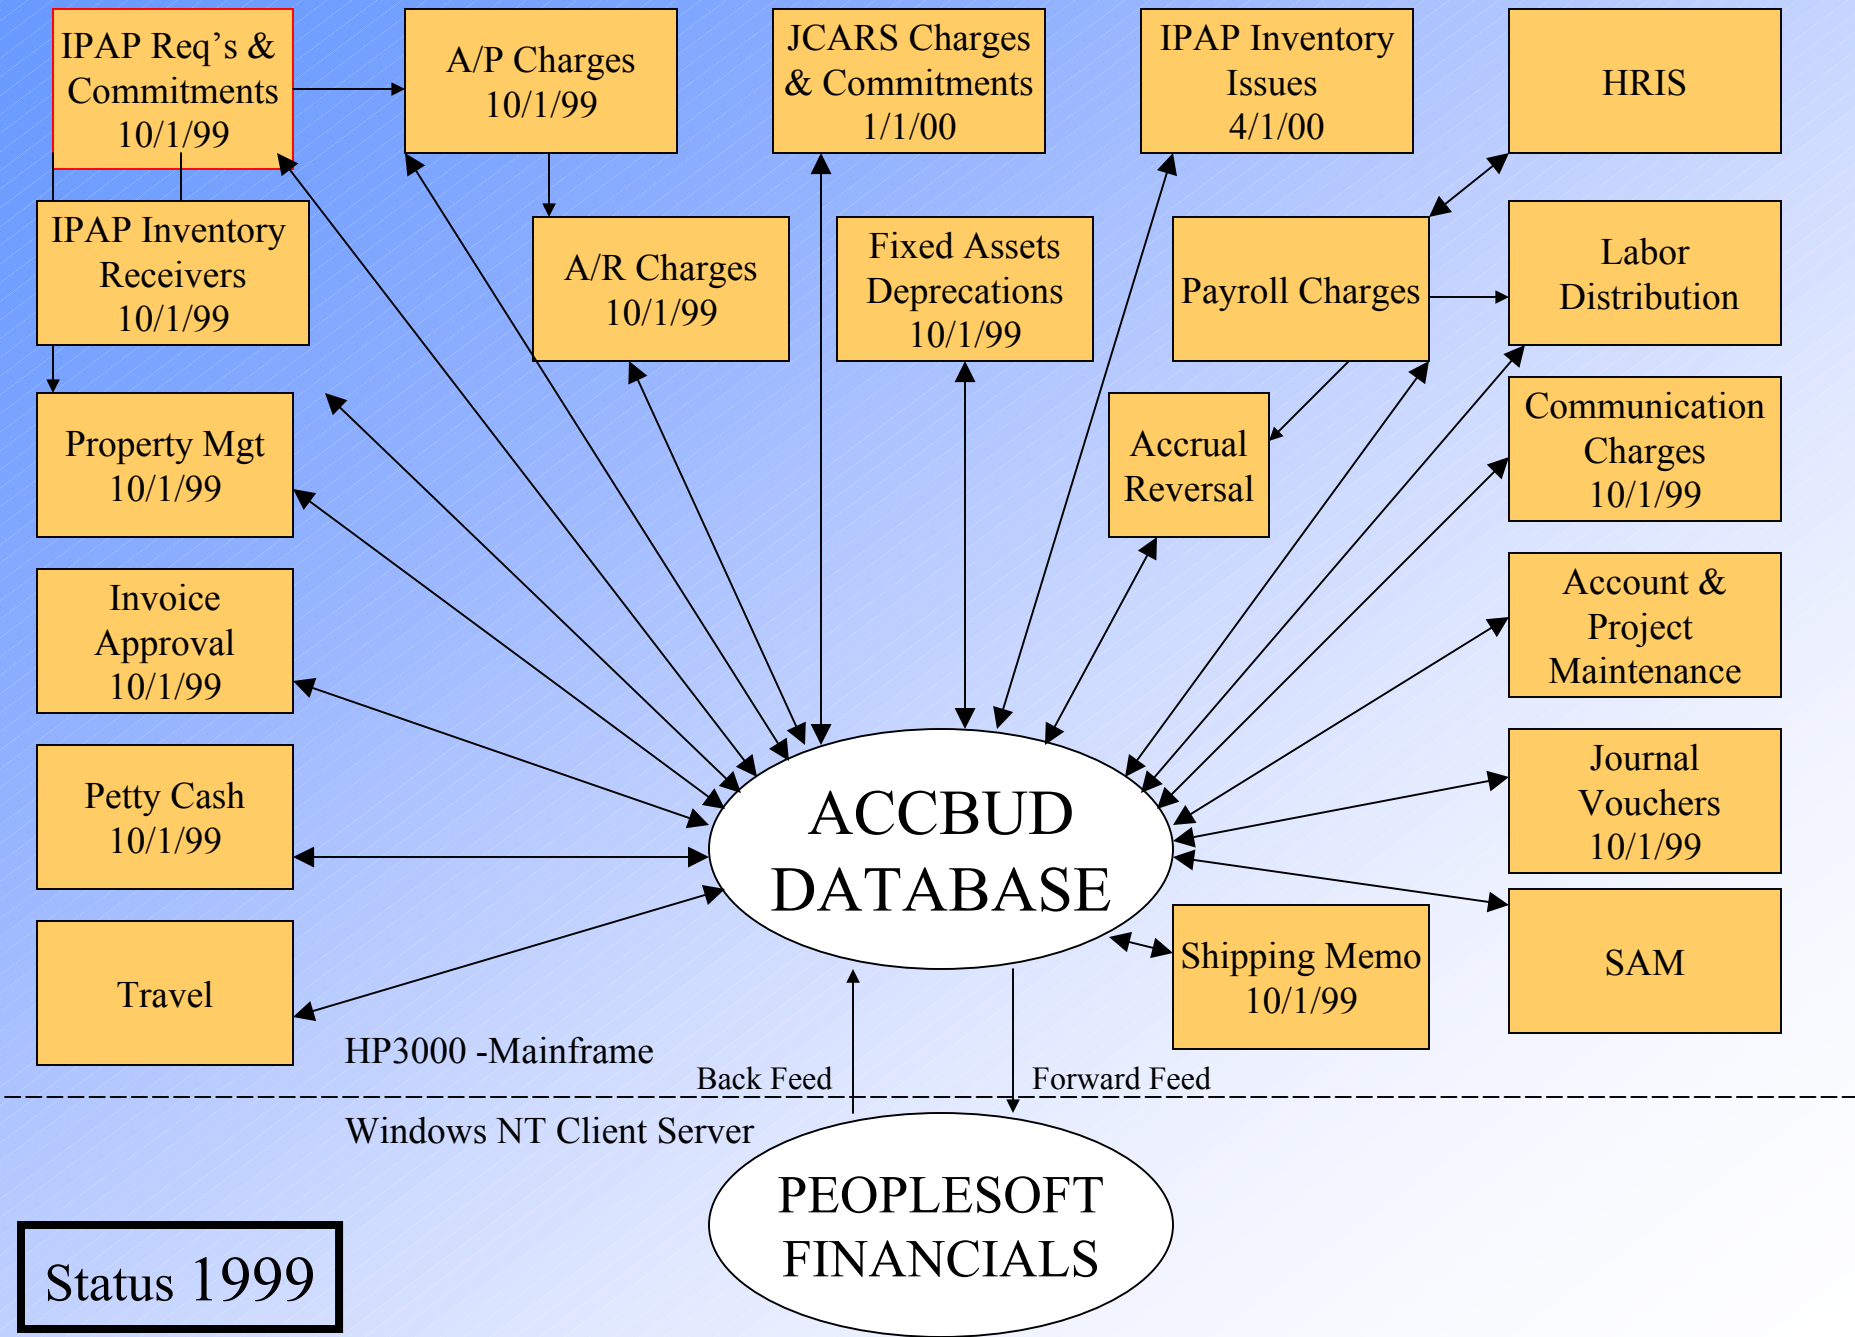 IPAP Req’s &
Commitments
10/1/99
A/P Charges
10/1/99
JCARS Charges
& Commitments
1/1/00
IPAP Inventory
Issues
4/1/00
HRIS
IPAP Inventory
Receivers
10/1/99
A/R Charges
10/1/99
Fixed Assets
Deprecations
10/1/99
Payroll Charges
Labor
Distribution
Property Mgt
10/1/99
Accrual
Reversal
Communication
Charges
10/1/99
Invoice
Approval
10/1/99
Account &
Project
Maintenance
Petty Cash
10/1/99
ACCBUD
DATABASE
Journal
Vouchers
10/1/99
Travel
Shipping Memo
10/1/99
SAM
HP3000 -Mainframe
Back Feed
Forward Feed
Windows NT Client Server
PEOPLESOFT
FINANCIALS
Status 1999